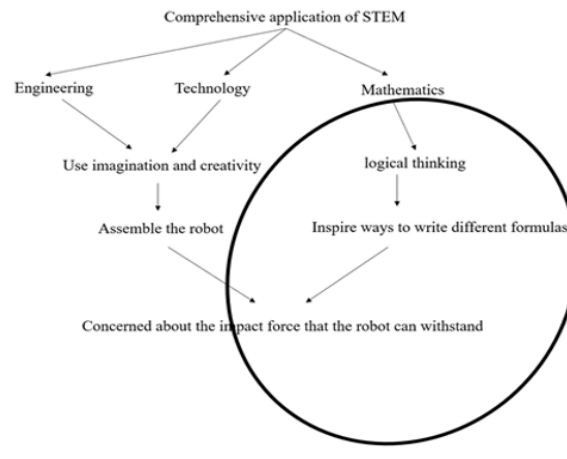 Comprehensive application of STEM
Engineering
Technology
Mathematics
Use imagination and creativity
logical thinking
Assemble the robot
Inspire ways to write different formulas
Concerned about the impact force that the robot can withstand